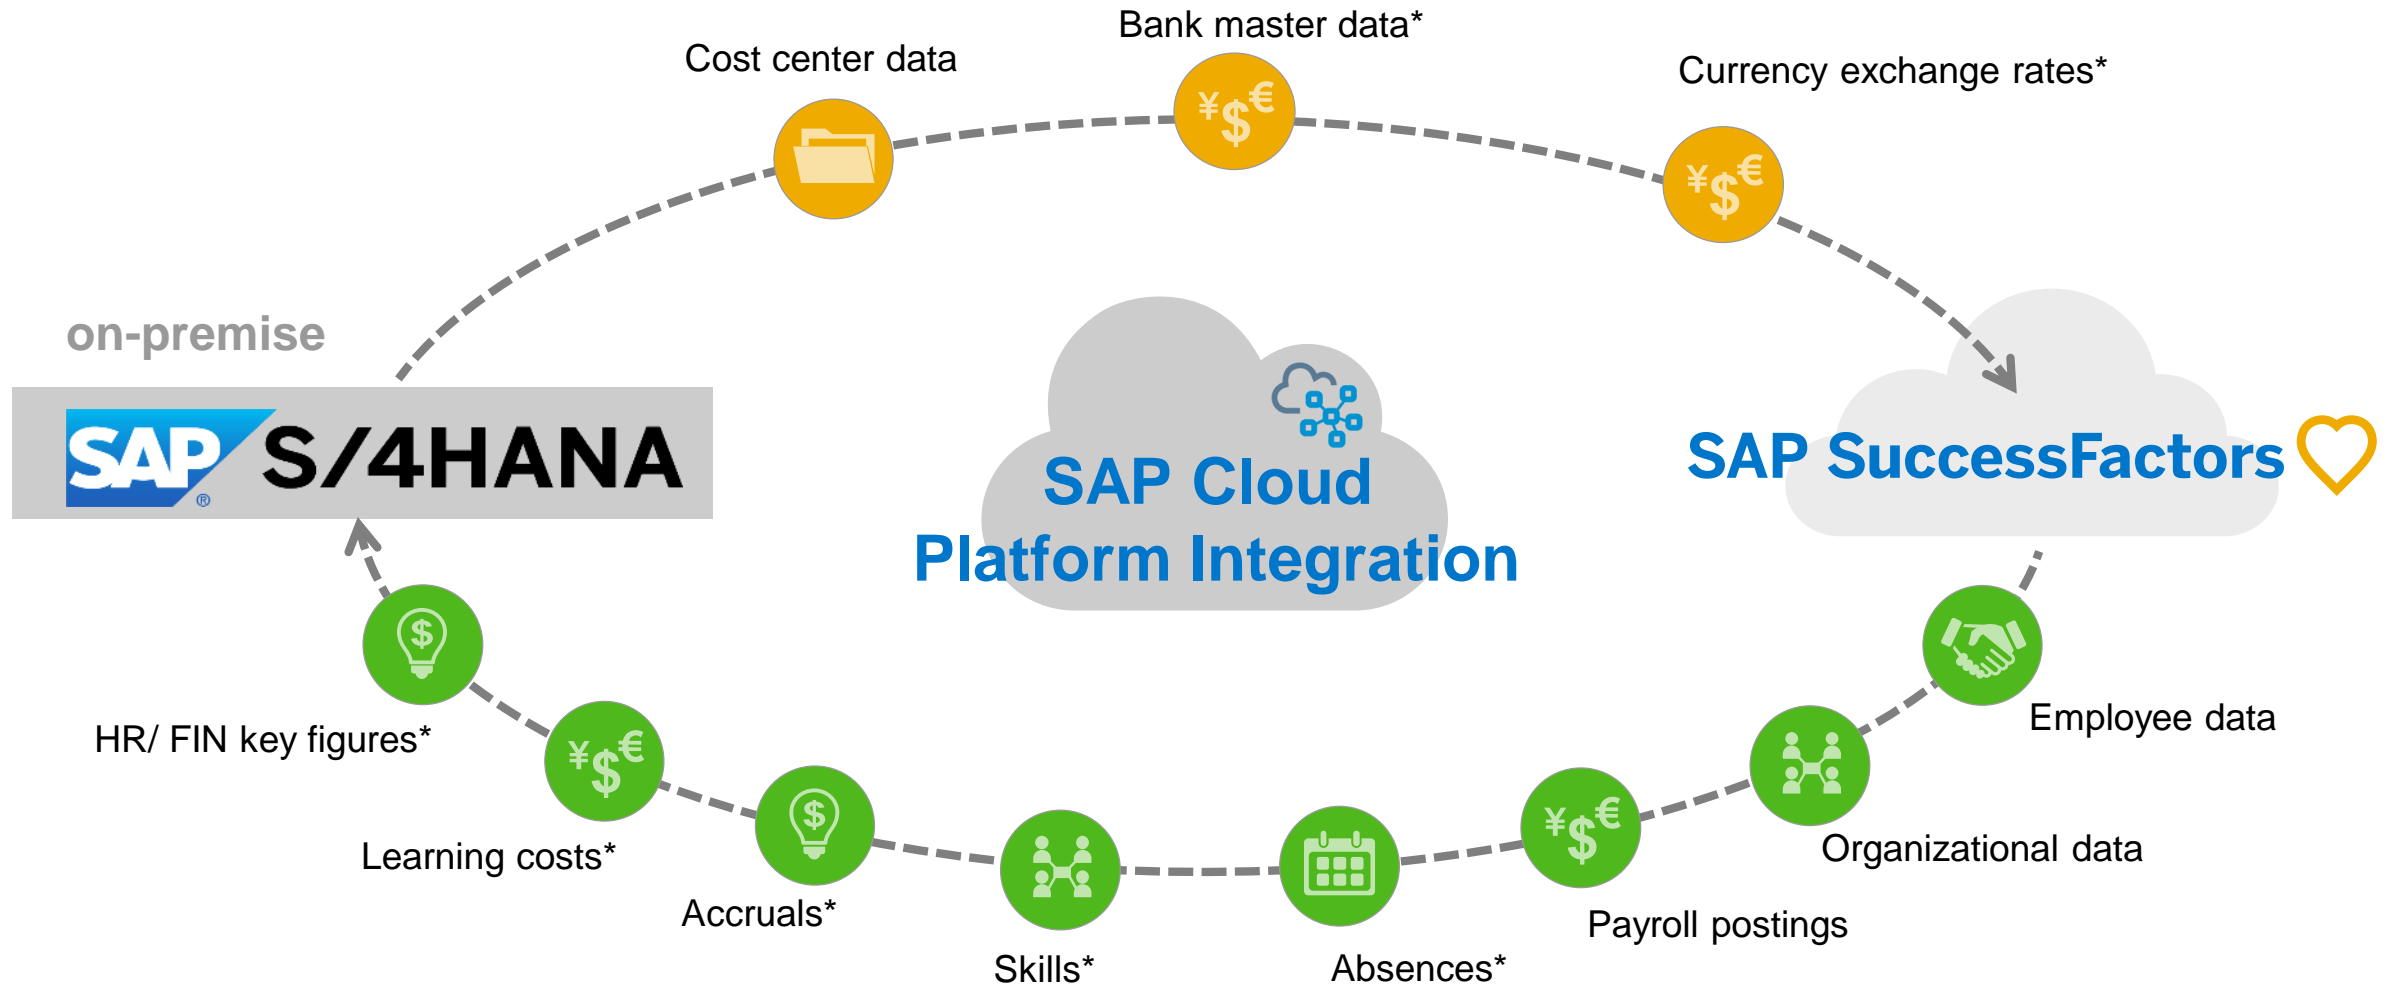 Bank master data*
Cost center data
Currency exchange rates*
¥$€
¥$€
on-premise
SAP S/4HANA
®
SAP Cloud
Platform Integration
SAP SuccessFactors
$
HR/ FIN key figures*
Employee data
¥$€
Learning costs*
$
Accruals*
¥$€
Organizational data
Payroll postings
Skills*
Absences*